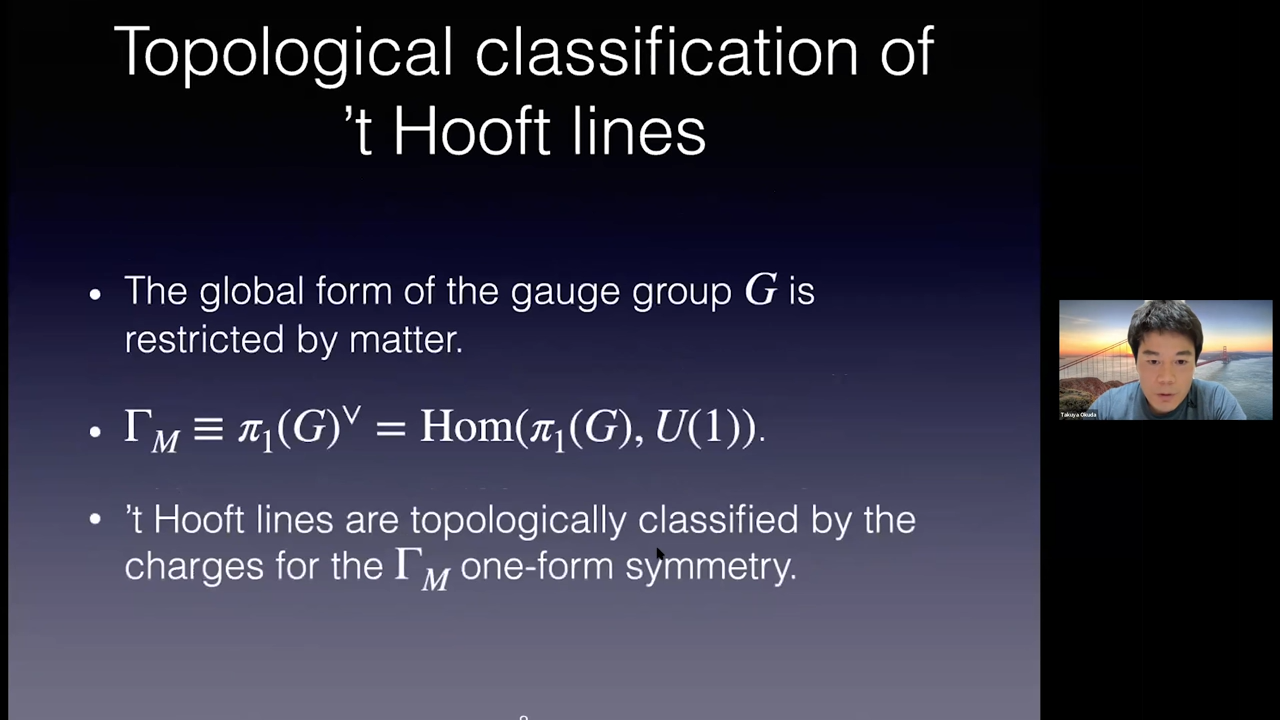 Topological classification of
’t Hooft lines
• The global form of the gauge group G is
restricted by matter.
• Γ_M ≡ π₁(G)^∨ = Hom(π₁(G), U(1)).
• ’t Hooft lines are topologically classified by the
charges for the Γ_M one-form symmetry.
Takuya Okuda